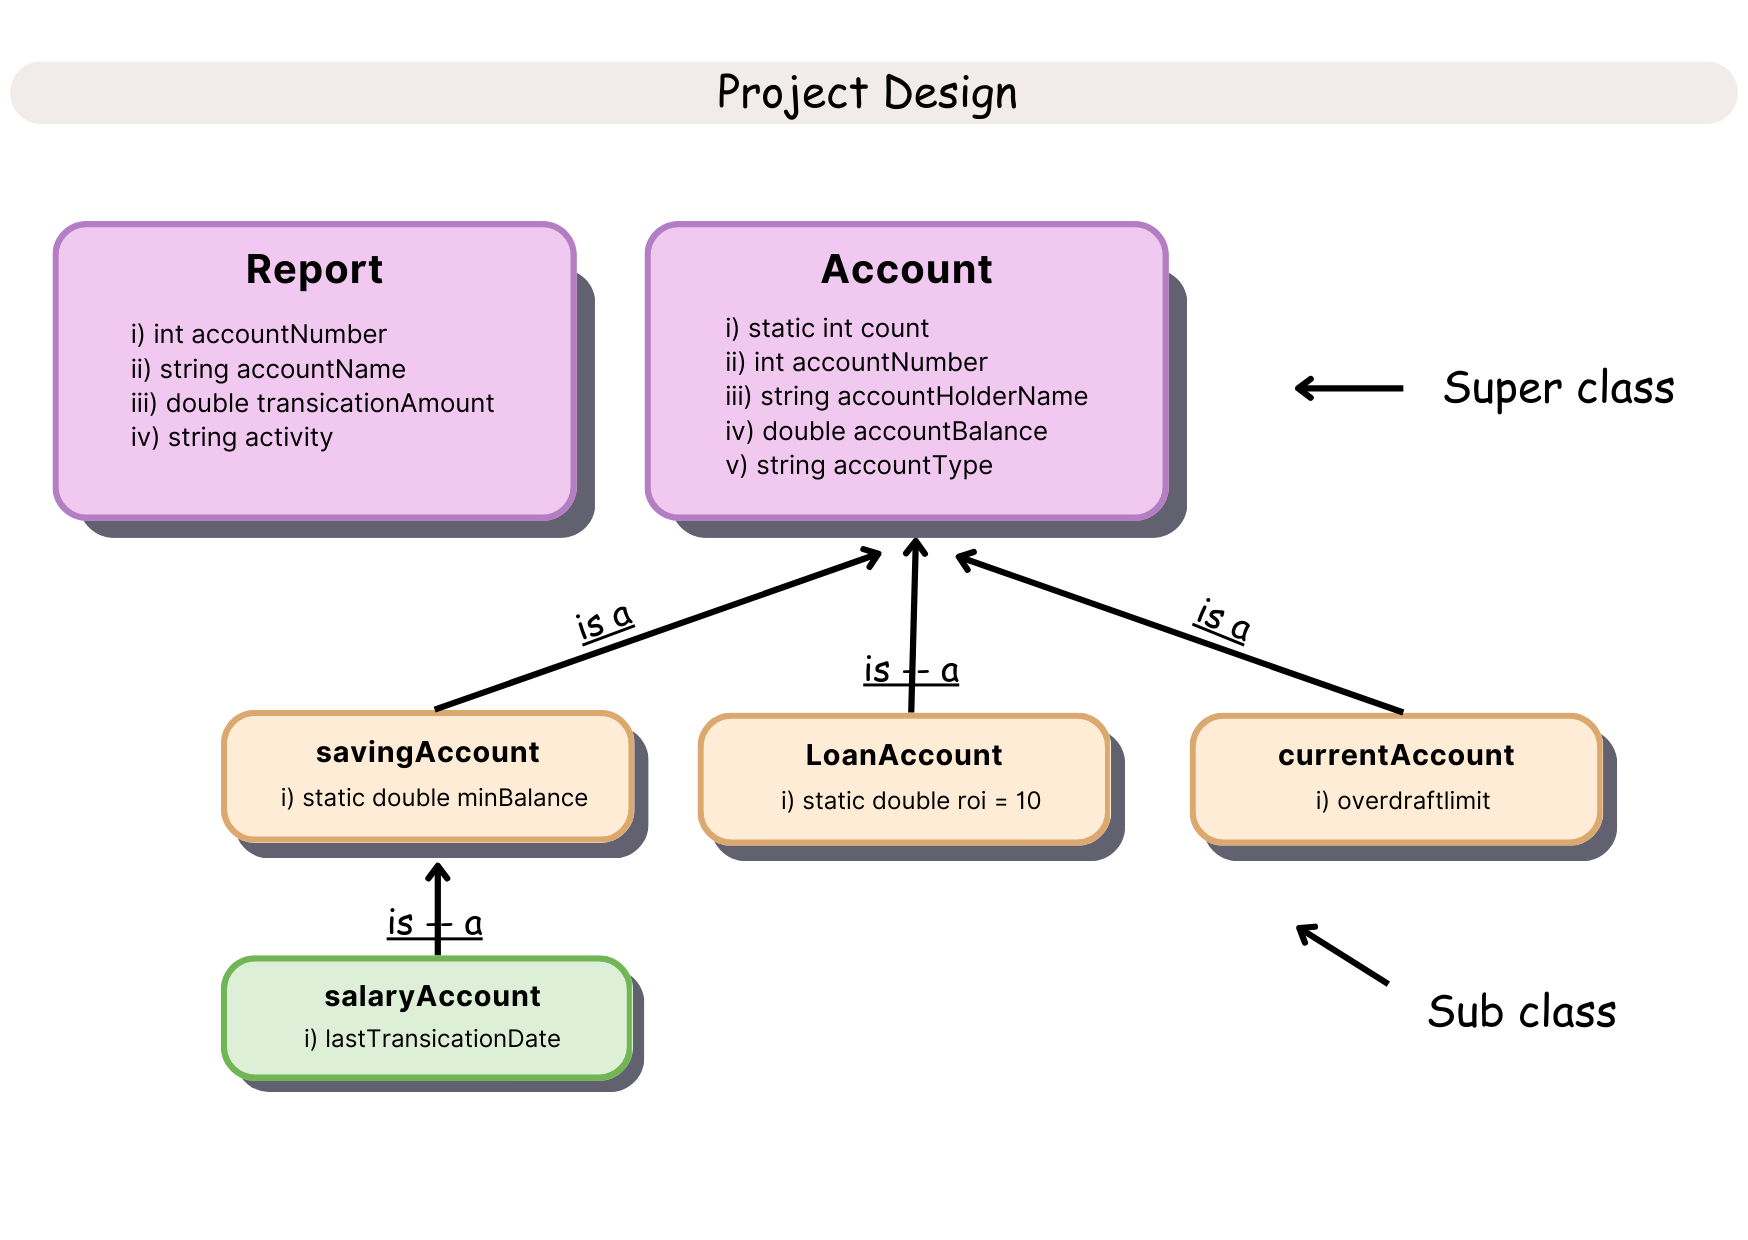 Project Design
Report
i) int accountNumber
ii) string accountName
iii) double transicationAmount
iv) string activity
Account
i) static int count
ii) int accountNumber
iii) string accountHolderName
iv) double accountBalance
v) string accountType
Super class
is a
is -- a
is a
savingAccount
i) static double minBalance
LoanAccount
i) static double roi = 10
currentAccount
i) overdraftlimit
is -- a
salaryAccount
i) lastTransicationDate
Sub class